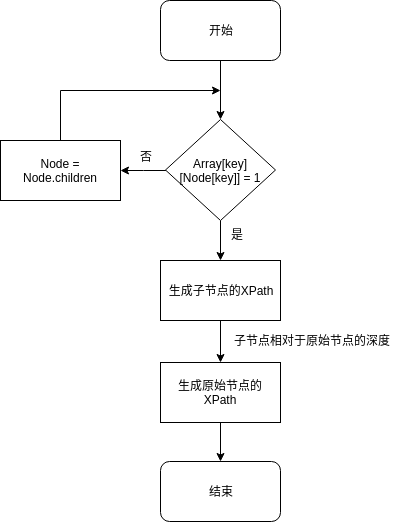 开始
否
Array[key]
[Node[key]] = 1
Node =
Node.children
是
生成子节点的XPath
子节点相对于原始节点的深度
生成原始节点的
XPath
结束